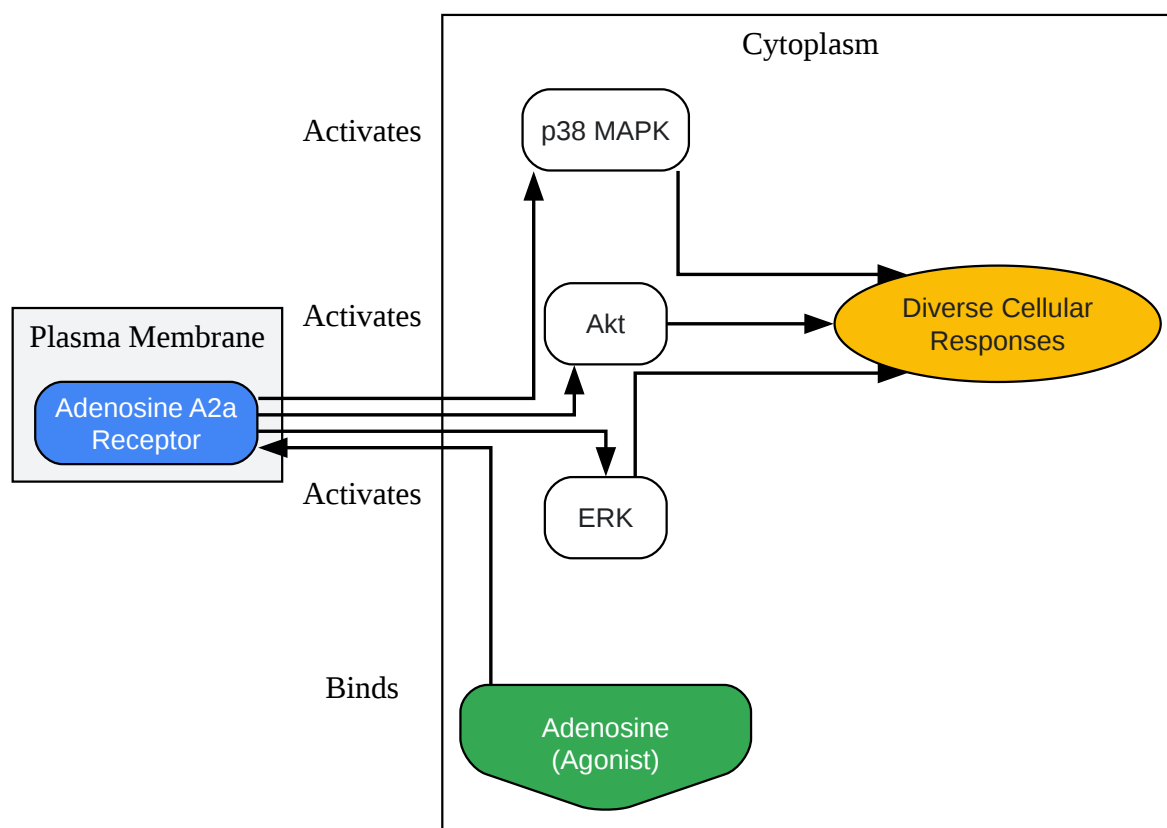 Cytoplasm
Activates
p38 MAPK
Activates
Akt
Diverse Cellular
Responses
Plasma Membrane
Adenosine A2a
Receptor
Activates
ERK
Binds
Adenosine
(Agonist)